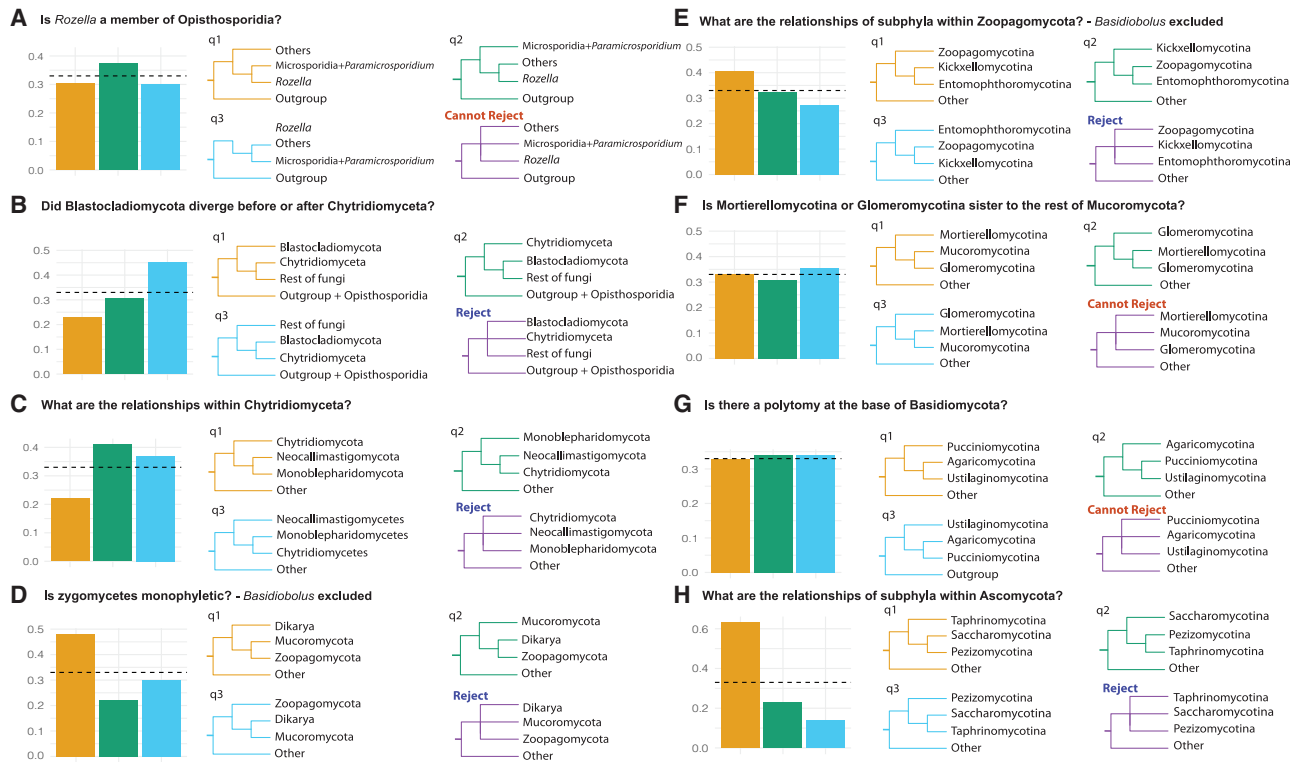 A Is Rozella a member of Opisthosporidia?
0.4
0.3
0.2
0.1
0.0
q1
Others
Microsporidia+Paramicrosporidium
Rozella
Outgroup
q2
Microsporidia+Paramicrosporidium
Others
Rozella
Outgroup
q3
Rozella
Others
Microsporidia+Paramicrosporidium
Outgroup
Cannot Reject
Others
Microsporidia+Paramicrosporidium
Rozella
Outgroup
B Did Blastocladiomycota diverge before or after Chytridiomyceta?
0.5
0.4
0.3
0.2
0.1
0.0
q1
Blastocladiomycota
Chytridiomyceta
Rest of fungi
Outgroup + Opisthosporidia
q2
Chytridiomyceta
Blastocladiomycota
Rest of fungi
Outgroup + Opisthosporidia
q3
Rest of fungi
Blastocladiomycota
Chytridiomyceta
Outgroup + Opisthosporidia
Reject
Blastocladiomycota
Chytridiomyceta
Rest of fungi
Outgroup + Opisthosporidia
C What are the relationships within Chytridiomyceta?
0.4
0.3
0.2
0.1
0.0
q1
Chytridiomycota
Neocallimastigomycota
Monoblepharidomycota
Other
q2
Monoblepharidomycota
Neocallimastigomycota
Chytridiomycota
Other
q3
Neocallimastigomycetes
Monoblepharidomycetes
Chytridiomycetes
Other
Reject
Chytridiomycota
Neocallimastigomycota
Monoblepharidomycota
Other
D Is zygomycetes monophyletic? - Basidiobolus excluded
0.5
0.4
0.3
0.2
0.1
0.0
q1
Dikarya
Mucoromycota
Zoopagomycota
Other
q2
Mucoromycota
Dikarya
Zoopagomycota
Other
q3
Zoopagomycota
Dikarya
Mucoromycota
Other
Reject
Dikarya
Mucoromycota
Zoopagomycota
Other
E What are the relationships of subphyla within Zoopagomycota? - Basidiobolus excluded
0.5
0.4
0.3
0.2
0.1
0.0
q1
Zoopagomycotina
Kickxellomycotina
Entomophthoromycotina
Other
q2
Kickxellomycotina
Zoopagomycotina
Entomophthoromycotina
Other
q3
Entomophthoromycotina
Zoopagomycotina
Kickxellomycotina
Other
Reject
Zoopagomycotina
Kickxellomycotina
Entomophthoromycotina
Other
F Is Mortierellomycotina or Glomeromycotina sister to the rest of Mucoromycota?
0.5
0.4
0.3
0.2
0.1
0.0
q1
Mortierellomycotina
Mucoromycotina
Glomeromycotina
Other
q2
Glomeromycotina
Mortierellomycotina
Glomeromycotina
Other
q3
Glomeromycotina
Mortierellomycotina
Mucoromycotina
Other
Cannot Reject
Mortierellomycotina
Mucoromycotina
Glomeromycotina
Other
G Is there a polytomy at the base of Basidiomycota?
0.3
0.2
0.1
0.0
q1
Pucciniomycotina
Agaricomycotina
Ustilaginomycotina
Other
q2
Agaricomycotina
Pucciniomycotina
Ustilaginomycotina
Other
q3
Ustilaginomycotina
Agaricomycotina
Pucciniomycotina
Outgroup
Cannot Reject
Pucciniomycotina
Agaricomycotina
Ustilaginomycotina
Other
H What are the relationships of subphyla within Ascomycota?
0.6
0.4
0.2
0.0
q1
Taphrinomycotina
Saccharomycotina
Pezizomycotina
Other
q2
Saccharomycotina
Pezizomycotina
Taphrinomycotina
Other
q3
Pezizomycotina
Saccharomycotina
Taphrinomycotina
Other
Reject
Taphrinomycotina
Saccharomycotina
Pezizomycotina
Other